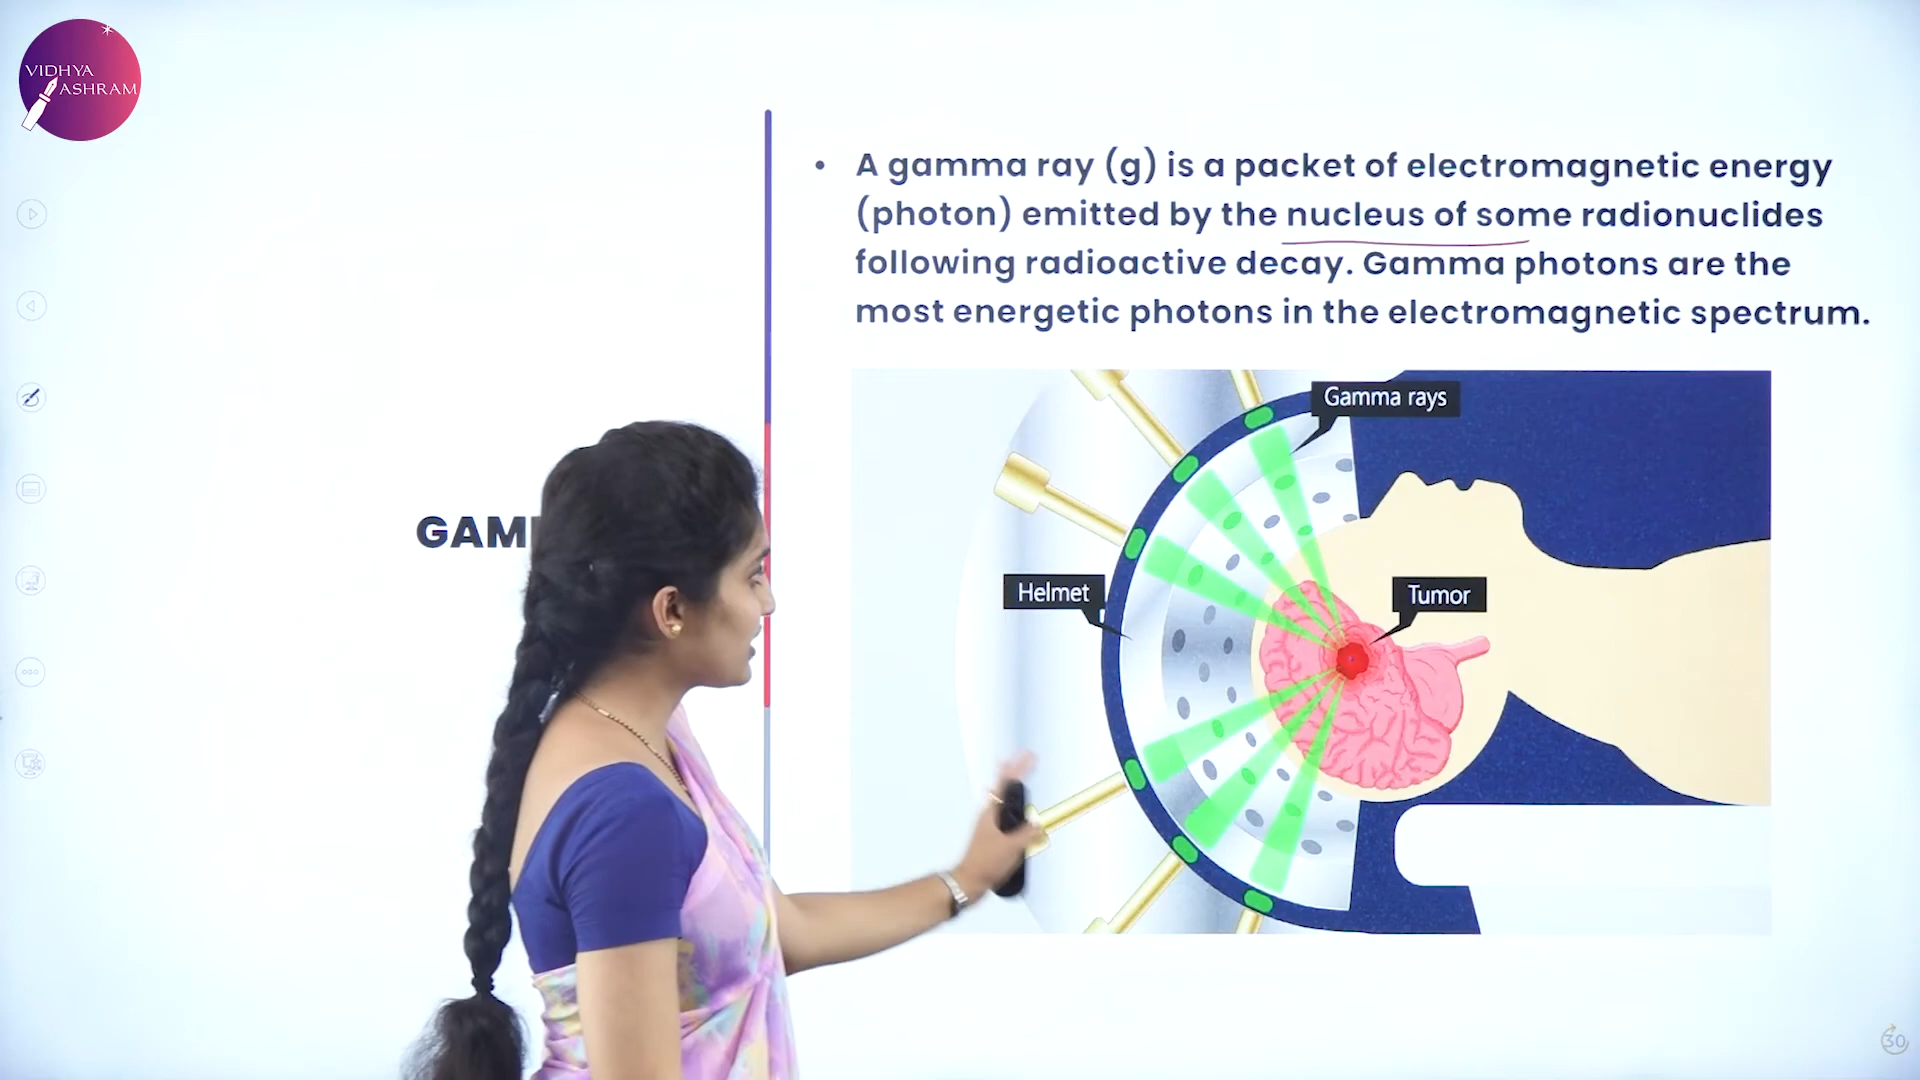 VIDHYA
ASHRAM
• A gamma ray (g) is a packet of electromagnetic energy
(photon) emitted by the nucleus of some radionuclides
following radioactive decay. Gamma photons are the
most energetic photons in the electromagnetic spectrum.
Gamma rays
GAM
Helmet
Tumor
30